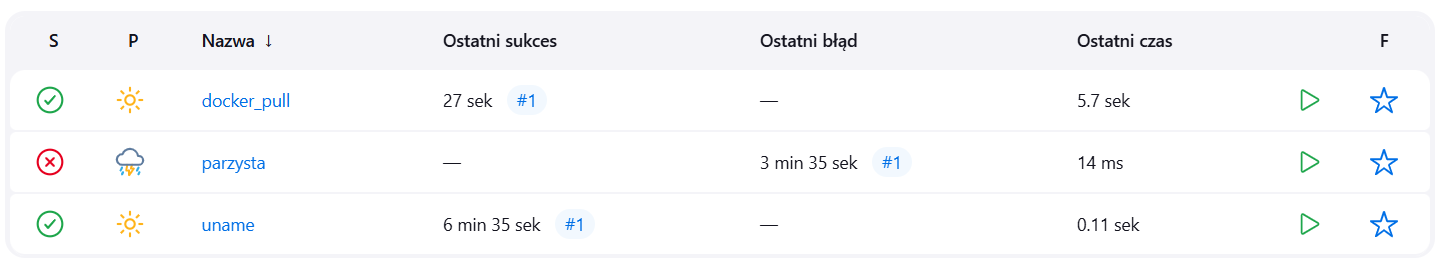 S P Nazwa ↓ Ostatni sukces Ostatni błąd Ostatni czas F
docker_pull 27 sek #1 — 5.7 sek
parzysta — 3 min 35 sek #1 14 ms
uname 6 min 35 sek #1 — 0.11 sek